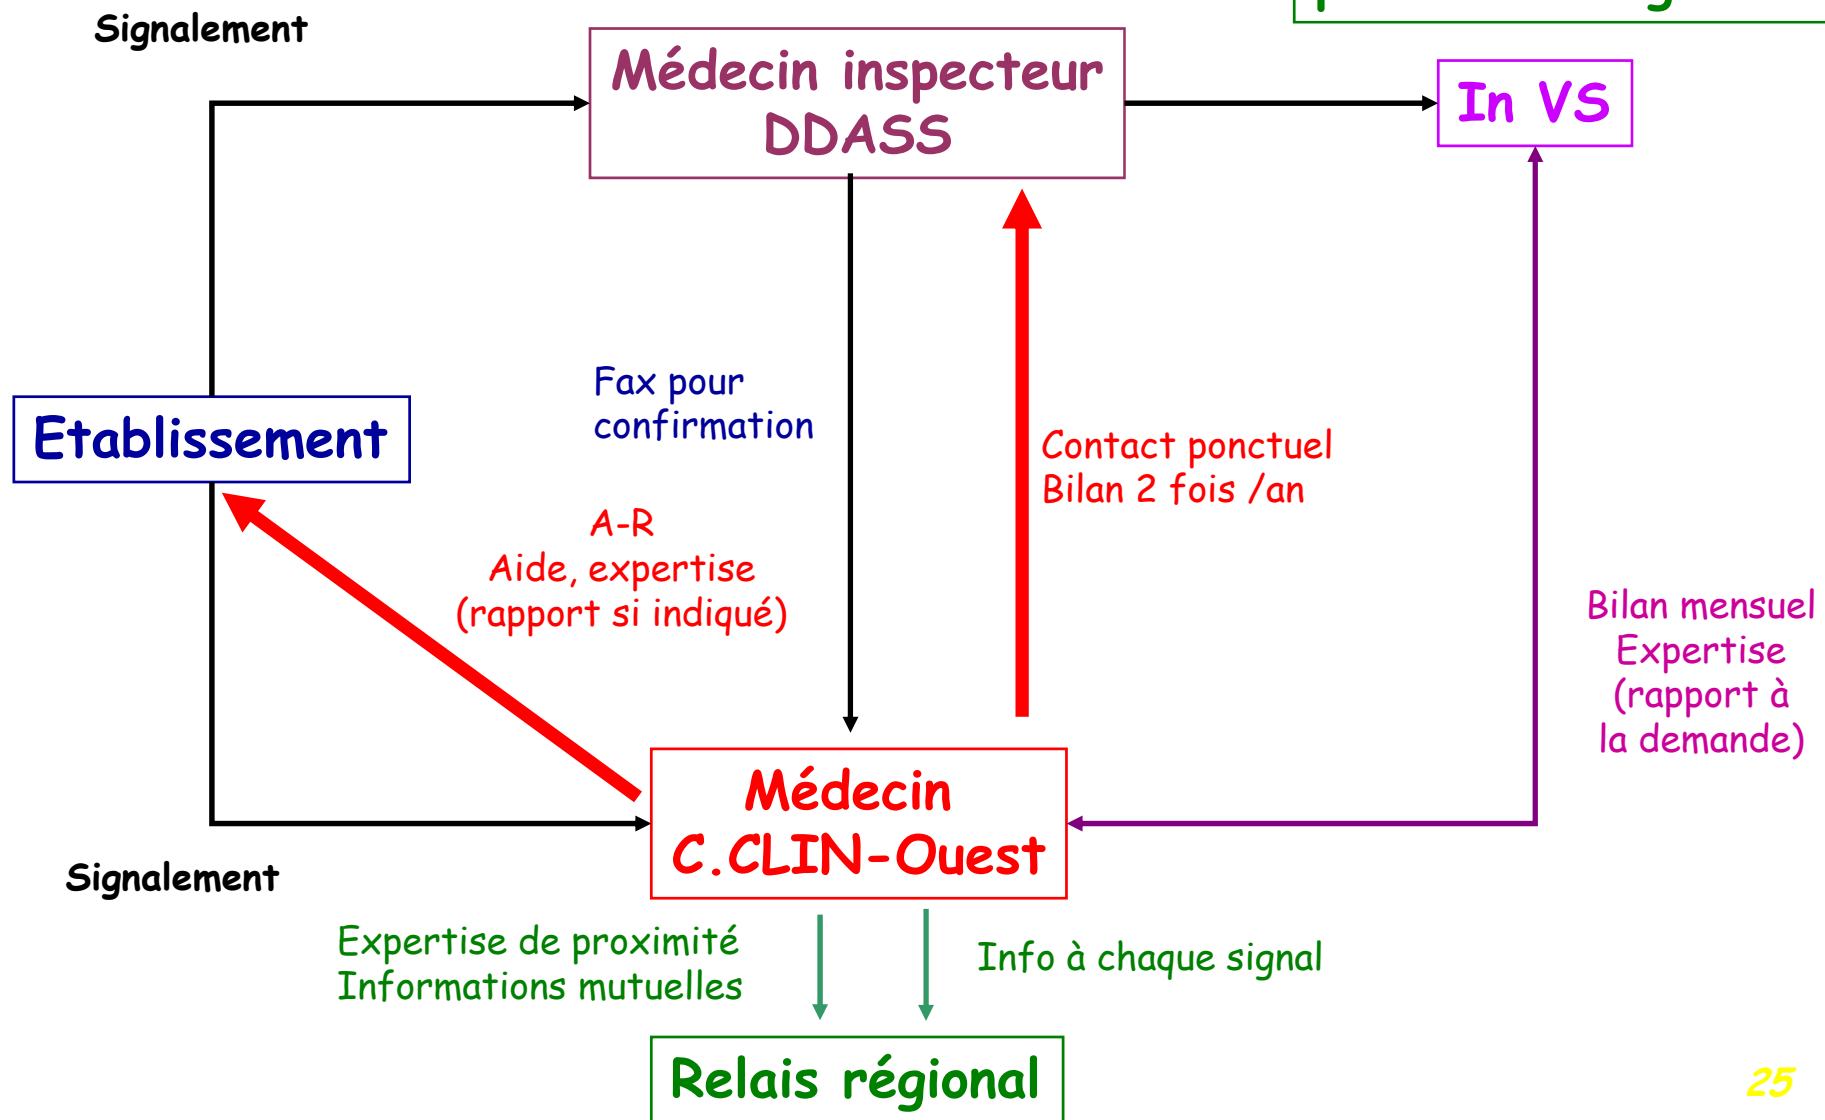 Signalement
Médecin inspecteur
DDASS
In VS
Fax pour
confirmation
Etablissement
Contact ponctuel
Bilan 2 fois /an
A-R
Aide, expertise
(rapport si indiqué)
Bilan mensuel
Expertise
(rapport à
la demande)
Médecin
C.CLIN-Ouest
Signalement
Expertise de proximité
Informations mutuelles
Info à chaque signal
Relais régional
25